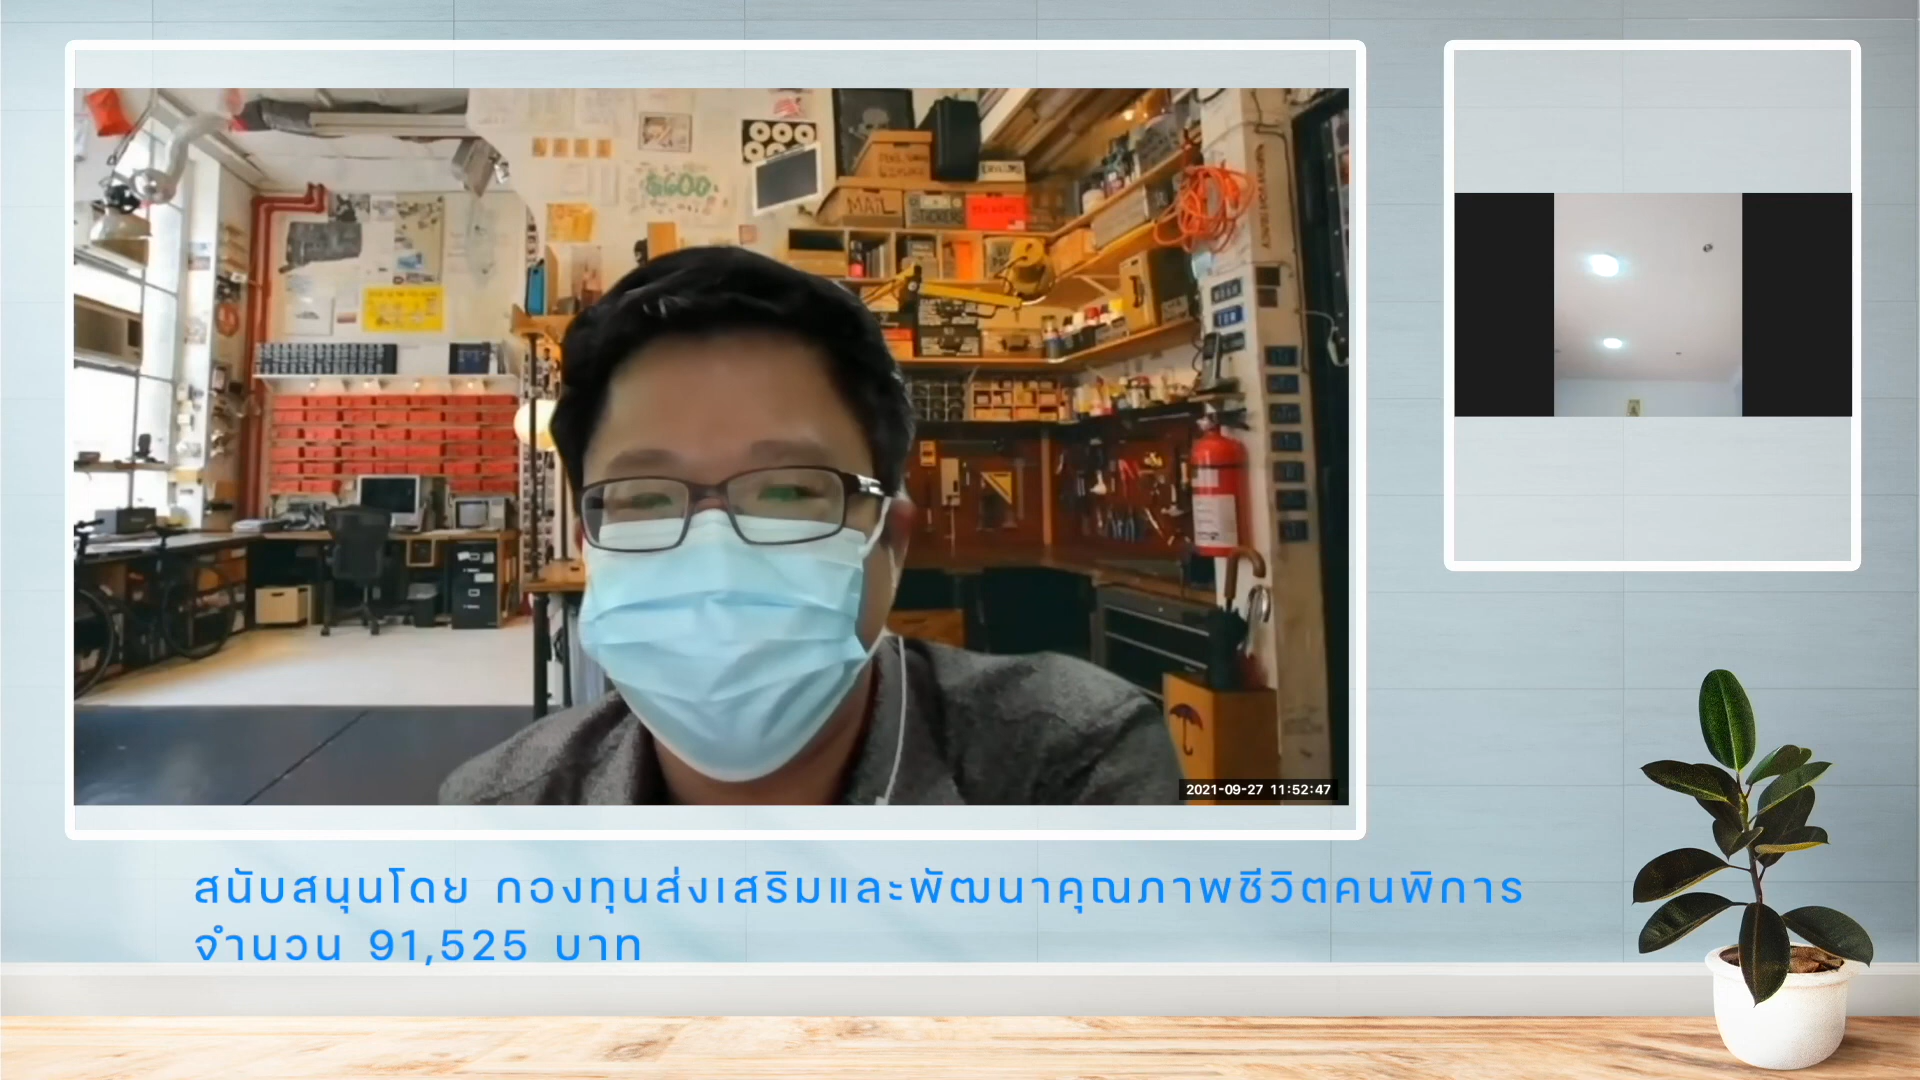 $600
MAIL
STICKERS
2021-09-27 11:52:47
สนับสนุนโดย กองทุนส่งเสริมและพัฒนาคุณภาพชีวิตคนพิการ
จำนวน 91,525 บาท